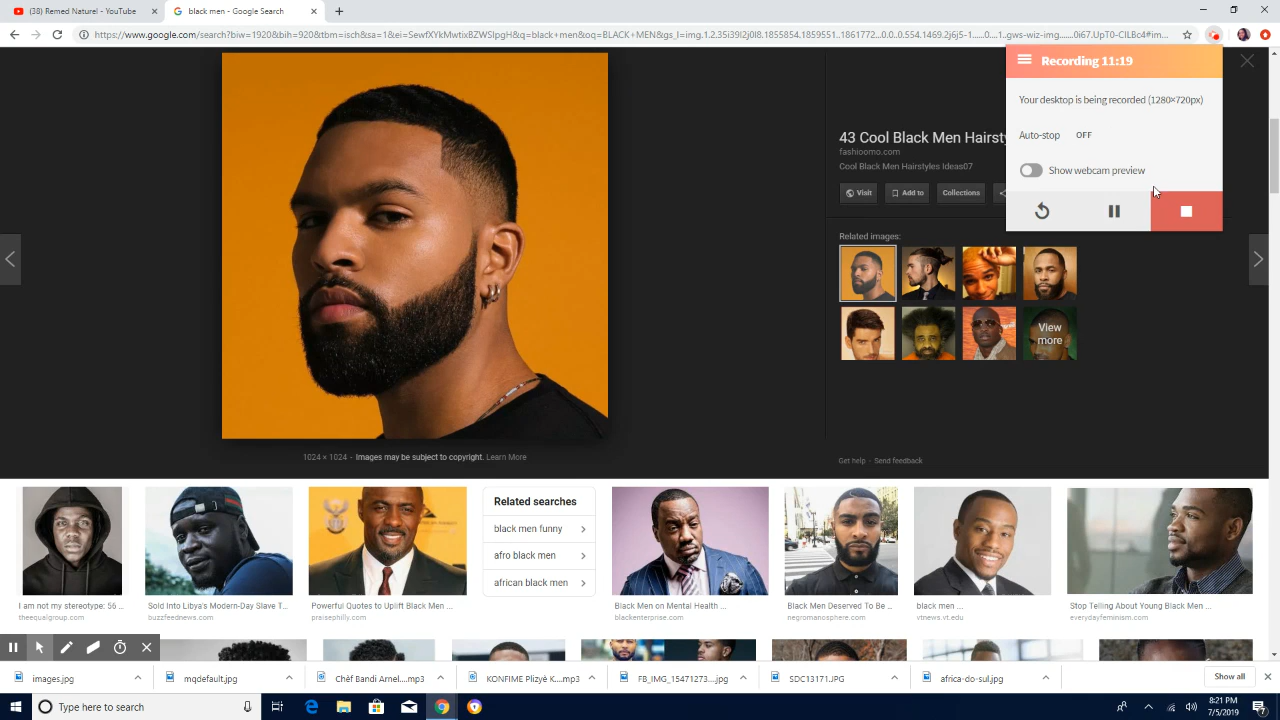 (38) Remed Naturel - YouTube
black men - Google Search
https://www.google.com/search?biw=1920&bih=920&tbm=isch&sa=1&ei=SewfXYkMwtixBZWSlpgH&q=black+men&oq=BLACK+MEN&gs_l=img.1.2.35i39l2j0l8.1855854.1859551..1861772...0.0..0.554.1469.2j6j5-1......0....1..gws-wiz-img.......0i67.UpT0-CILBc4#im...
Recording 11:19
Your desktop is being recorded (1280×720px)
Auto-stop OFF
Show webcam preview
43 Cool Black Men Hairsty
fashioomo.com
Cool Black Men Hairstyles Ideas07
Visit
Add to
Collections
Related images:
View more
1024 × 1024 - Images may be subject to copyright. Learn More
Get help - Send feedback
Related searches
black men funny
afro black men
african black men
I am not my stereotype: 56 ...
theequalgroup.com
Sold Into Libya's Modern-Day Slave T...
buzzfeednews.com
Powerful Quotes to Uplift Black Men ...
praisephilly.com
Black Men on Mental Health ...
blackenterprise.com
Black Men Deserved To Be ...
negromanosphere.com
black men ...
vtnews.vt.edu
Stop Telling About Young Black Men ...
everydayfeminism.com
images.jpg
mqdefault.jpg
Chèf Bandi Arnel....mp3
KONFIME Plizyè K....mp3
FB_IMG_15471273....jpg
SDC13171.JPG
africa-do-sul.jpg
Show all
Type here to search
8:21 PM
7/5/2019